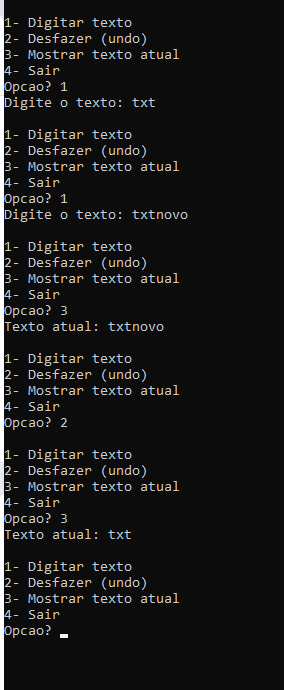 1- Digitar texto
2- Desfazer (undo)
3- Mostrar texto atual
4- Sair
Opcao? 1
Digite o texto: txt
1- Digitar texto
2- Desfazer (undo)
3- Mostrar texto atual
4- Sair
Opcao? 1
Digite o texto: txtnovo
1- Digitar texto
2- Desfazer (undo)
3- Mostrar texto atual
4- Sair
Opcao? 3
Texto atual: txtnovo
1- Digitar texto
2- Desfazer (undo)
3- Mostrar texto atual
4- Sair
Opcao? 2
1- Digitar texto
2- Desfazer (undo)
3- Mostrar texto atual
4- Sair
Opcao? 3
Texto atual: txt
1- Digitar texto
2- Desfazer (undo)
3- Mostrar texto atual
4- Sair
Opcao?